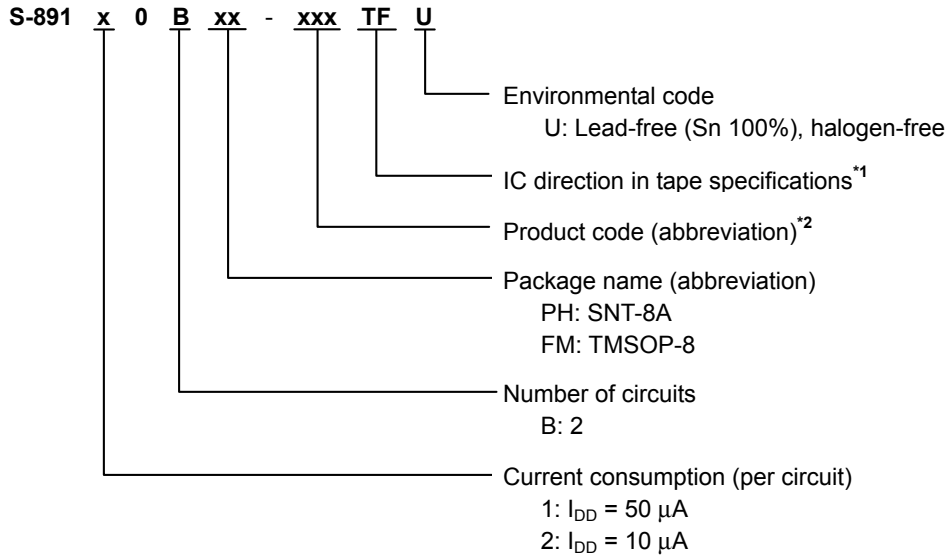 S-891 x 0 B xx - xxx TF U
Environmental code
U: Lead-free (Sn 100%), halogen-free
IC direction in tape specifications*1
Product code (abbreviation)*2
Package name (abbreviation)
PH: SNT-8A
FM: TMSOP-8
Number of circuits
B: 2
Current consumption (per circuit)
1: IDD = 50 μA
2: IDD = 10 μA